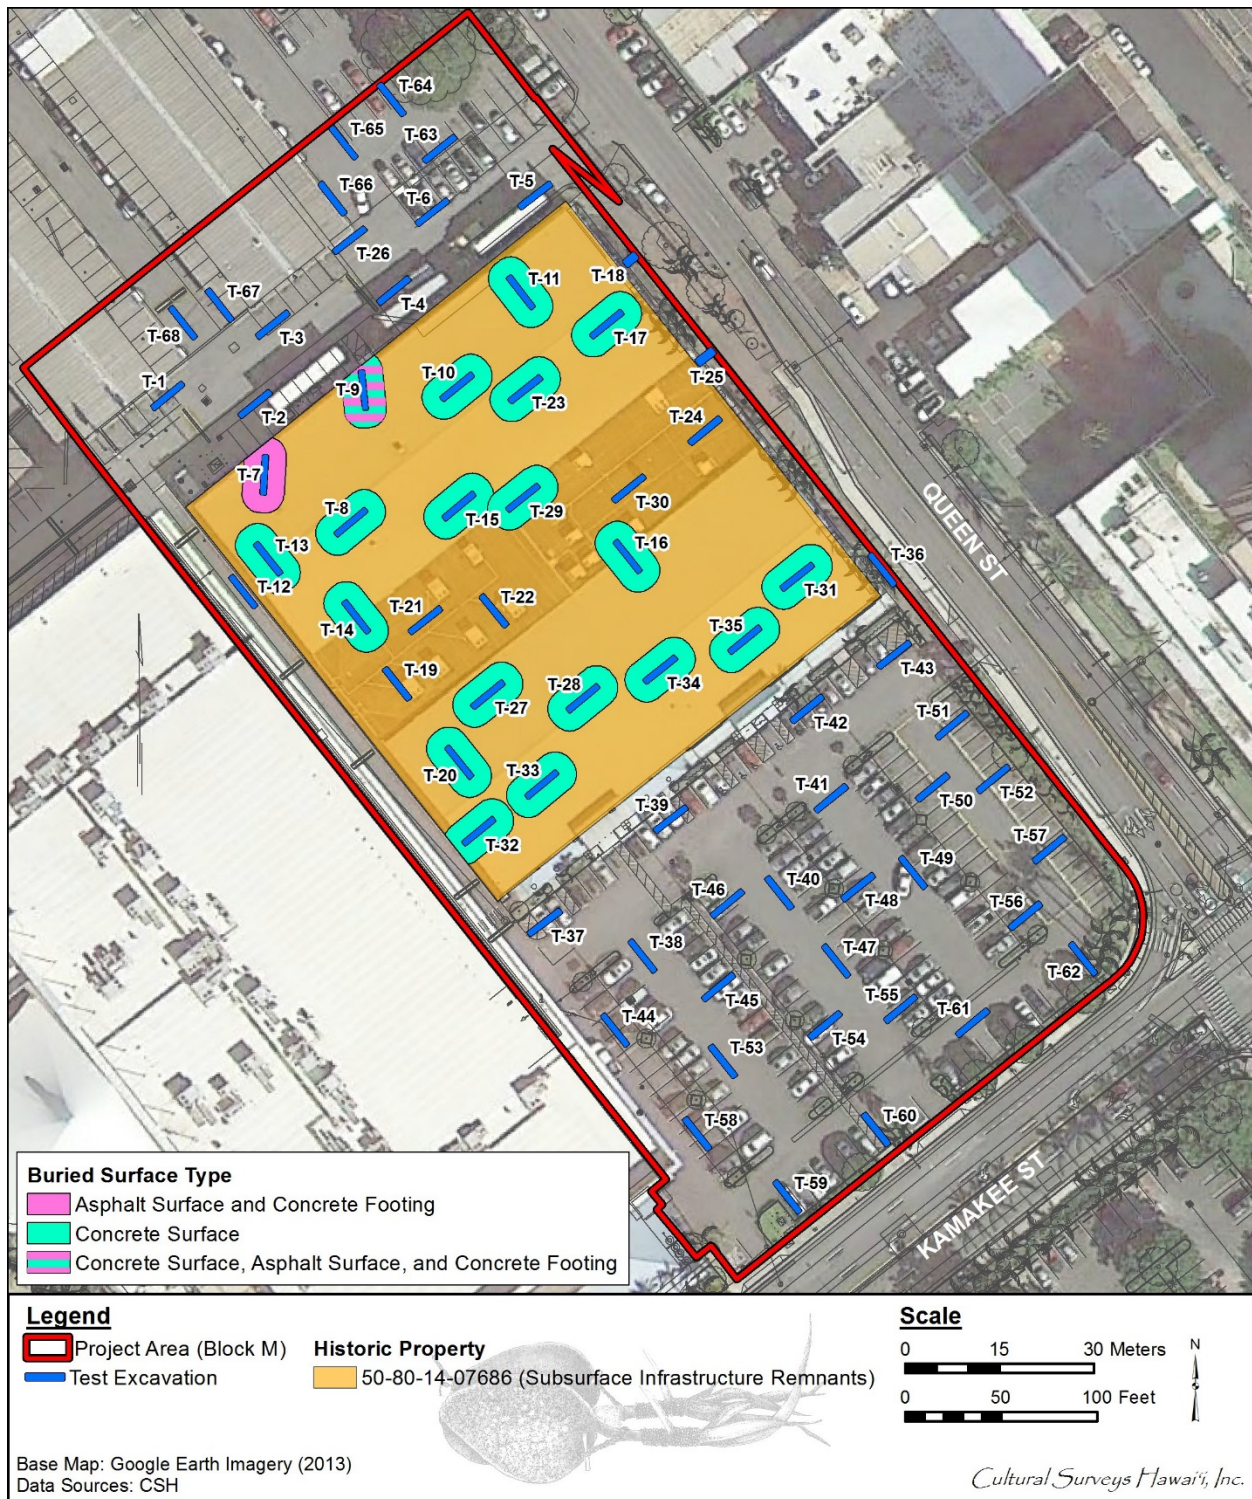 T-64
T-65
T-63
T-66
T-6
T-5
T-26
T-18
T-11
T-67
T-4
T-17
T-68
T-3
T-25
T-1
T-9
T-10
T-23
T-2
T-24
T-7
T-30
T-8
T-15
T-29
QUEEN ST
T-13
T-16
T-36
T-12
T-31
T-21
T-22
T-14
T-35
T-43
T-19
T-28
T-34
T-27
T-42
T-51
T-20
T-33
T-41
T-50
T-52
T-39
T-32
T-57
T-49
T-46
T-40
T-48
T-56
T-37
T-38
T-47
T-62
T-45
T-55
T-44
T-61
T-54
T-53
T-58
T-60
T-59
KAMAKEE ST
Buried Surface Type
Asphalt Surface and Concrete Footing
Concrete Surface
Concrete Surface, Asphalt Surface, and Concrete Footing
Legend
Project Area (Block M)
Test Excavation
Historic Property
50-80-14-07686 (Subsurface Infrastructure Remnants)
Scale
0 15 30 Meters
0 50 100 Feet
N
Base Map: Google Earth Imagery (2013)
Data Sources: CSH
Cultural Surveys Hawaiʻi, Inc.